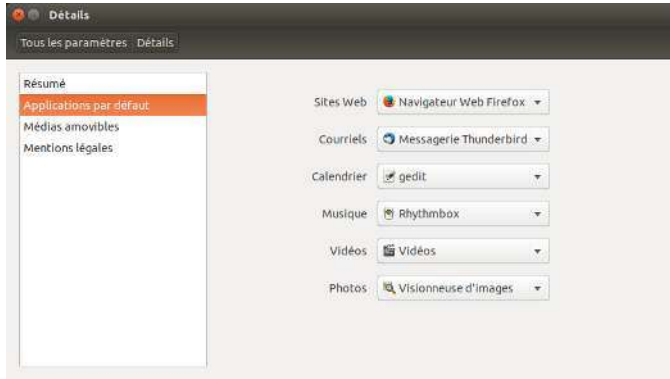 Détails
Tous les paramètres Détails
Résumé
Applications par défaut
Médias amovibles
Mentions légales
Sites Web Navigateur Web Firefox
Courriels Messagerie Thunderbird
Calendrier gedit
Musique Rhythmbox
Vidéos Vidéos
Photos Visionneuse d'images